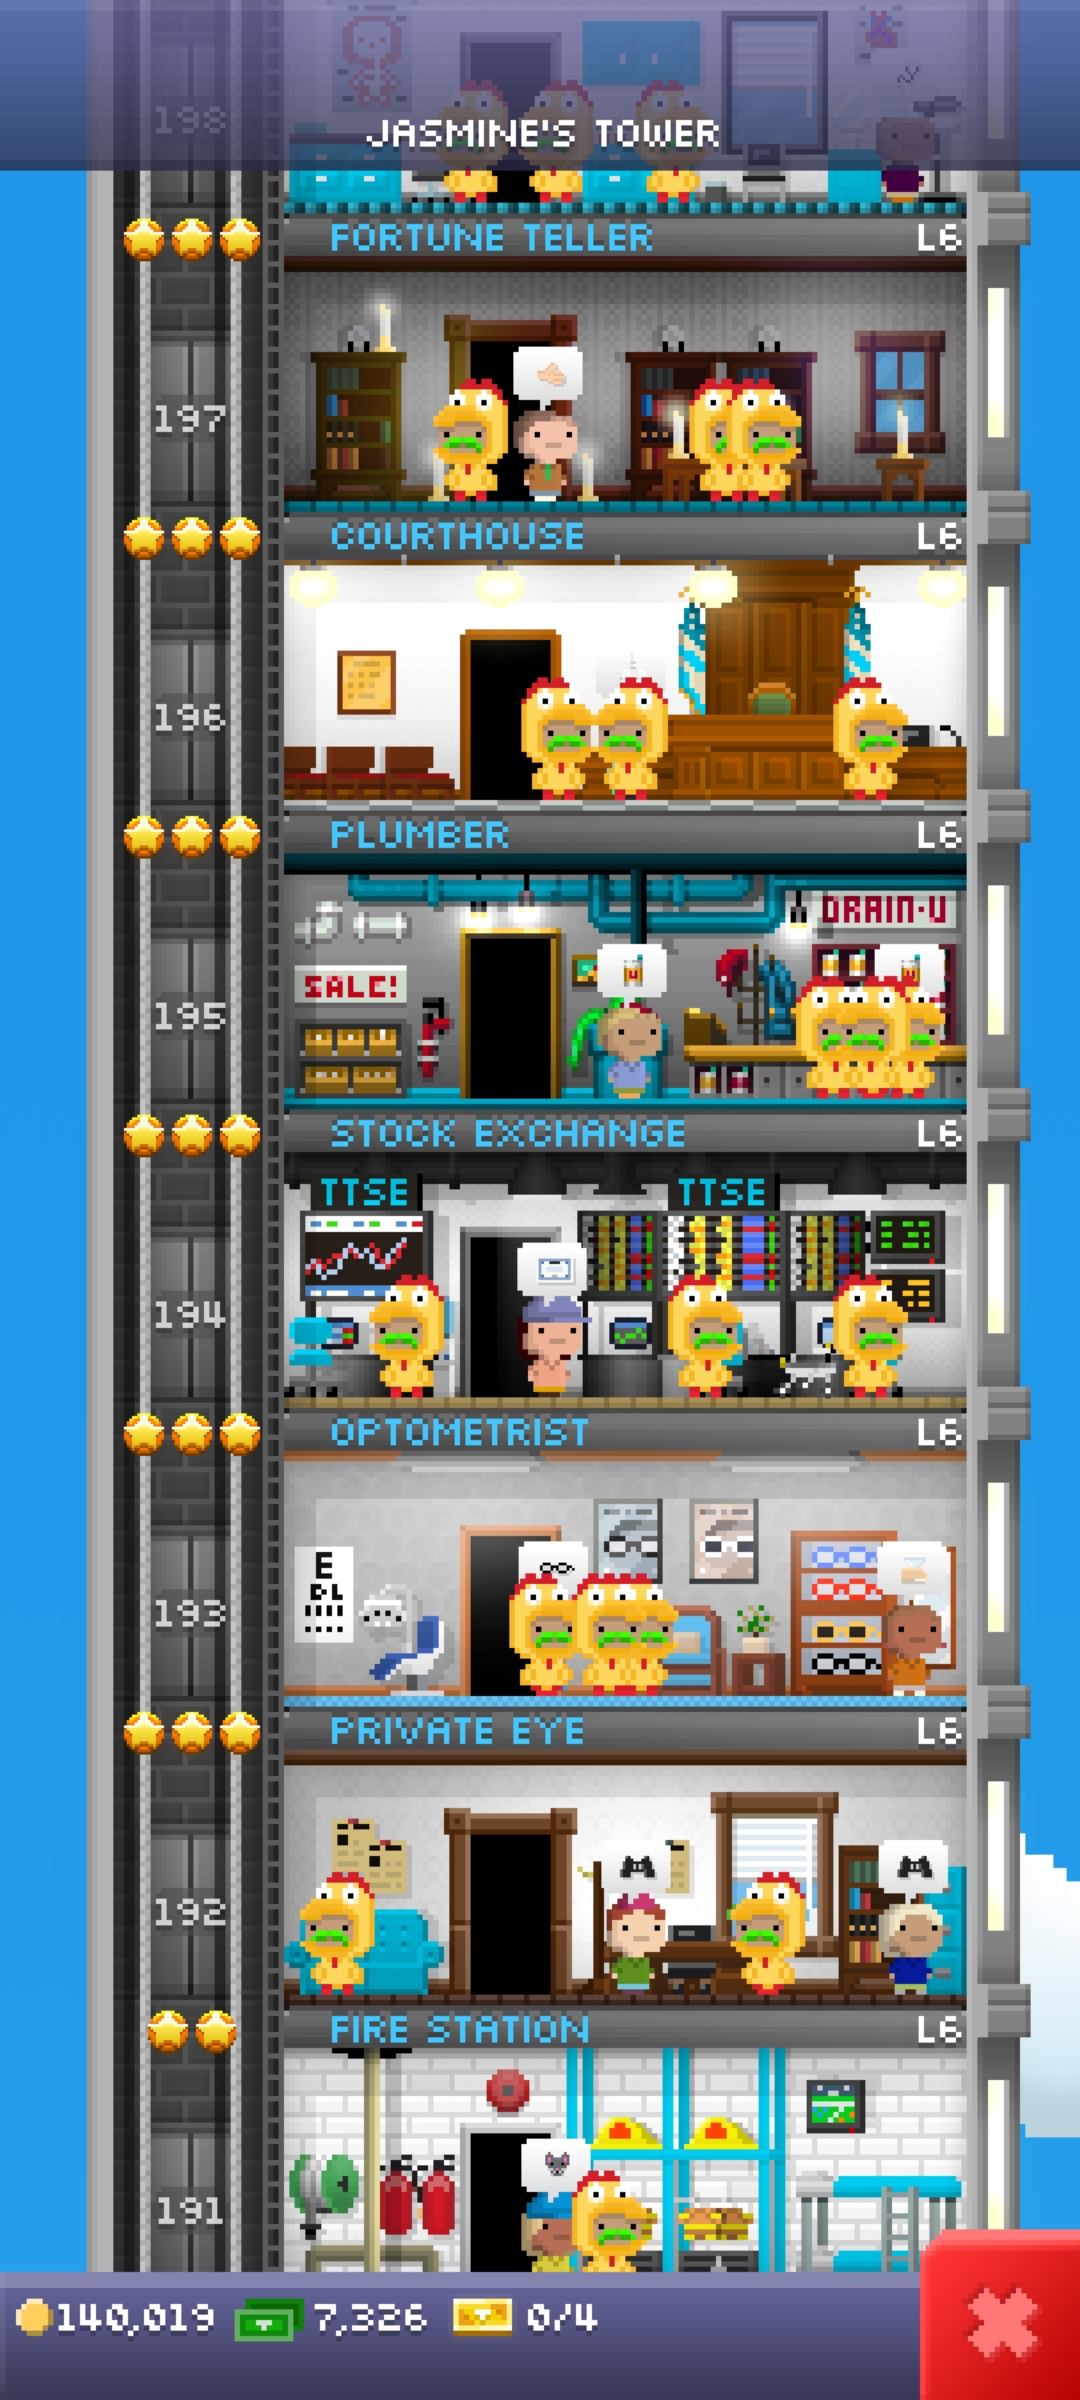 198
JASMINE'S TOWER
FORTUNE TELLER L6
197
COURTHOUSE L6
196
PLUMBER L6
DRAIN-U
SALE!
195
STOCK EXCHANGE L6
TTSE TTSE
194
OPTOMETRIST L6
E
DL
193
PRIVATE EYE L6
192
FIRE STATION L6
191
140,019 7,326 0/4